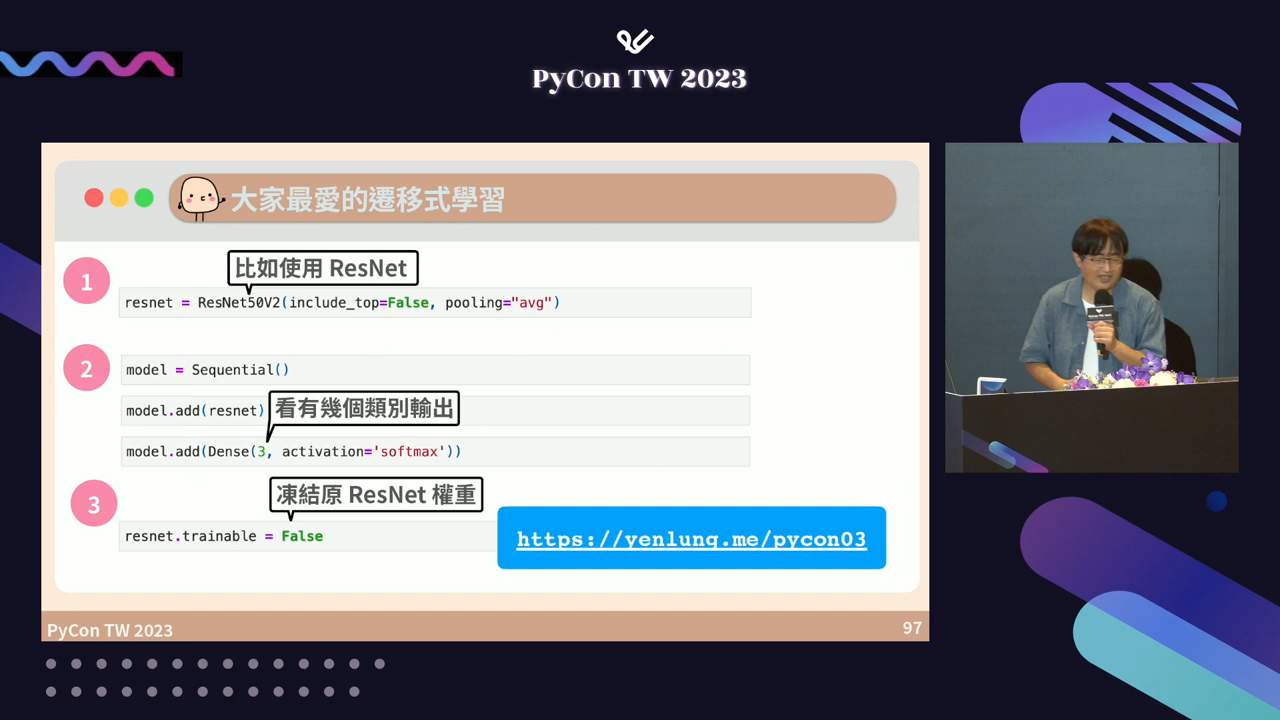 PyCon TW 2023
大家最愛的遷移式學習
1
比如使用 ResNet
resnet = ResNet50V2(include_top=False, pooling="avg")
2
model = Sequential()
model.add(resnet)
看有幾個類別輸出
model.add(Dense(3, activation='softmax'))
3
凍結原 ResNet 權重
resnet.trainable = False
https://yenlung.me/pycon03
PyCon TW 2023
97